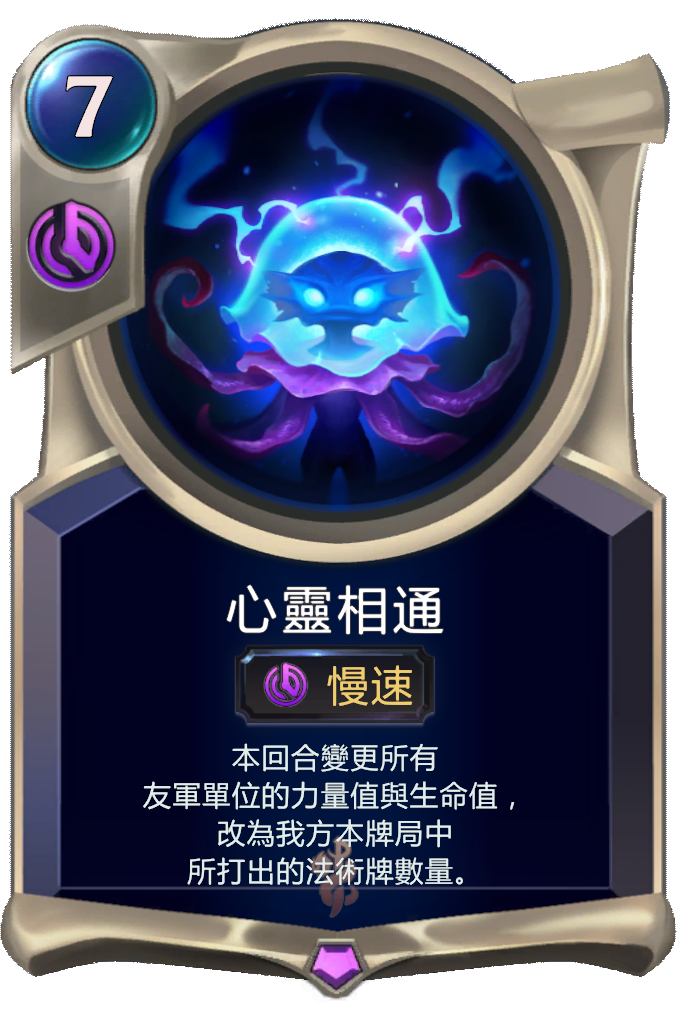 7
心靈相通
慢速
本回合變更所有
友軍單位的力量值與生命值，
改為我方本牌局中
所打出的法術牌數量。